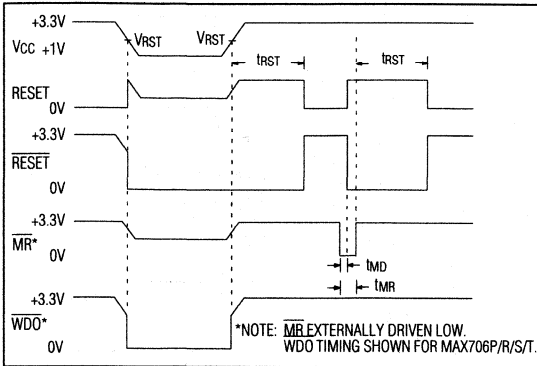 +3.3V
VRST VRST
VCC +1V
tRST tRST
RESET
0V
+3.3V
RESET
0V
+3.3V
MR*
0V
tMD
tMR
+3.3V
WDO*
0V
*NOTE: MR EXTERNALLY DRIVEN LOW.
WDO TIMING SHOWN FOR MAX706P/R/S/T.